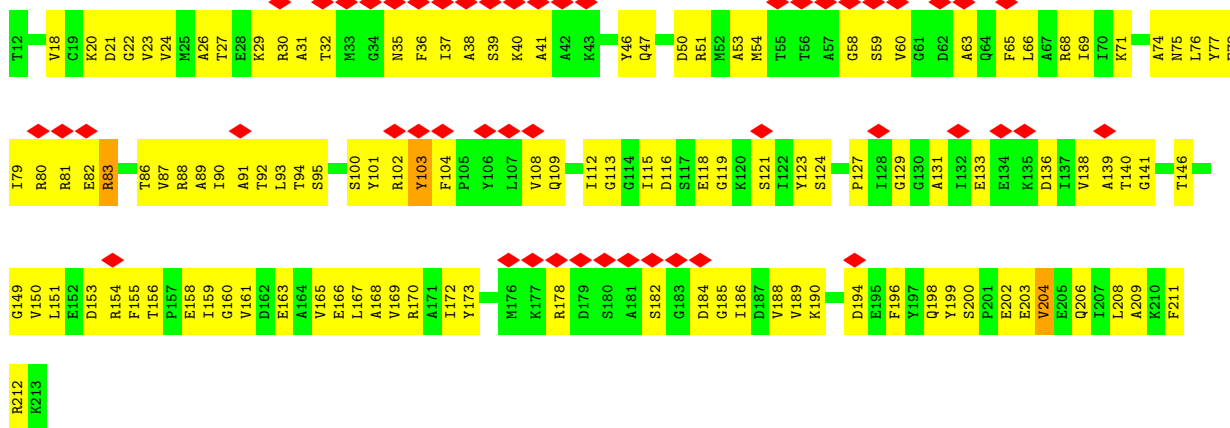 T12 V18 C19 K20 D21 G22 V23 V24 M25 A26 T27 E28 K29 R30 A31 T32 M33 G34 N35 F36 I37 A38 S39 K40 A41 A42 K43 Y46 Q47 D50 R51 M52 A53 M54 T55 T56 A57 G58 S59 V60 G61 D62 A63 Q64 F65 L66 A67 R68 I69 I70 K71 A74 N75 L76 Y77
I79 R80 R81 E82 R83 T86 V87 R88 A89 I90 A91 T92 L93 T94 S95 S100 Y101 R102 Y103 F104 P105 Y106 L107 V108 Q109 I112 G113 G114 I115 D116 S117 E118 G119 K120 S121 I122 Y123 S124 P127 I128 G129 G130 A131 I132 E133 E134 K135 D136 I137 V138 A139 T140 G141 T146
G149 V150 L151 E152 D153 R154 F155 T156 P157 E158 I159 G160 V161 D162 E163 A164 V165 E166 L167 A168 V169 R170 A171 I172 Y173 M176 K177 R178 D179 S180 A181 S182 G183 D184 G185 I186 D187 V188 V189 K190 D194 E195 F196 Y197 Q198 Y199 S200 P201 E202 E203 V204 E205 Q206 I207 L208 A209 K210 F211
R212 K213